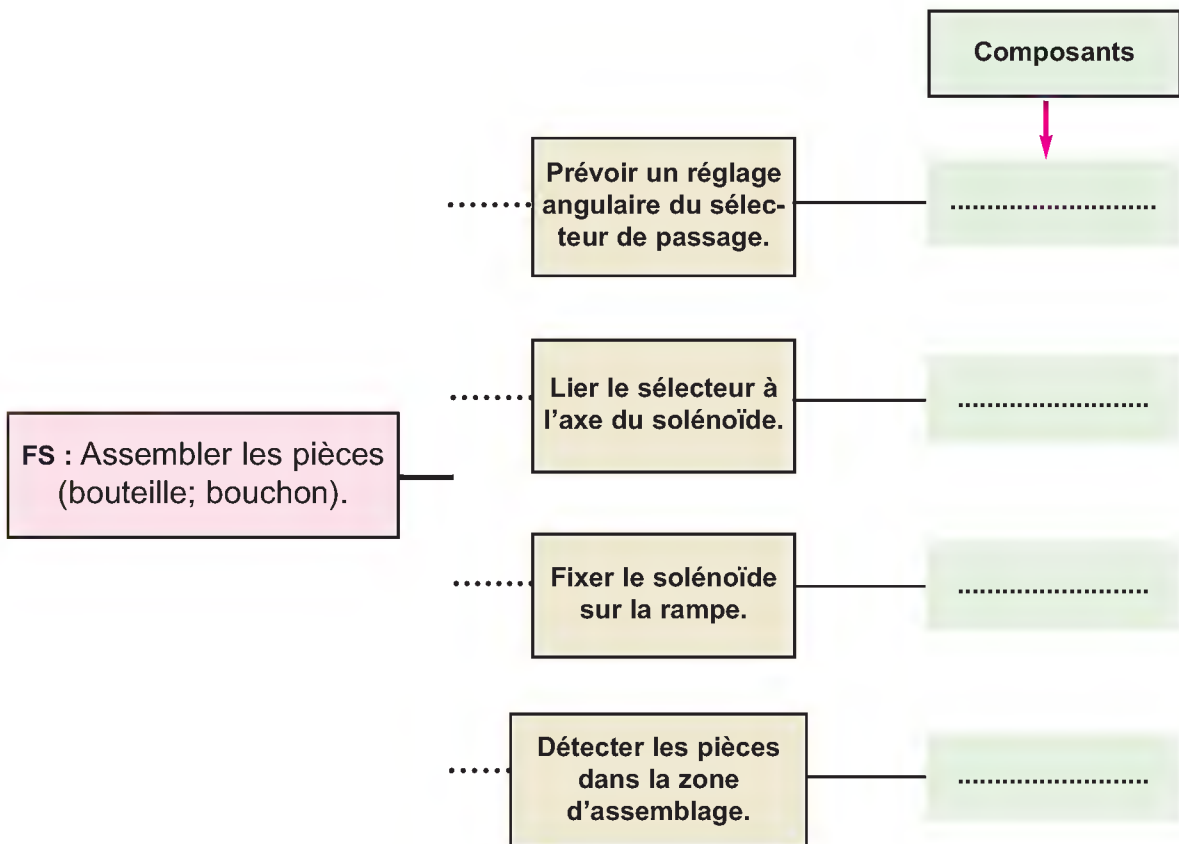 Composants
Prévoir un réglage
angulaire du sélec-
teur de passage.
............................
Lier le sélecteur à
l'axe du solénoïde.
..........................
FS : Assembler les pièces
(bouteille; bouchon).
Fixer le solénoïde
sur la rampe.
..........................
Détecter les pièces
dans la zone
d'assemblage.
..........................